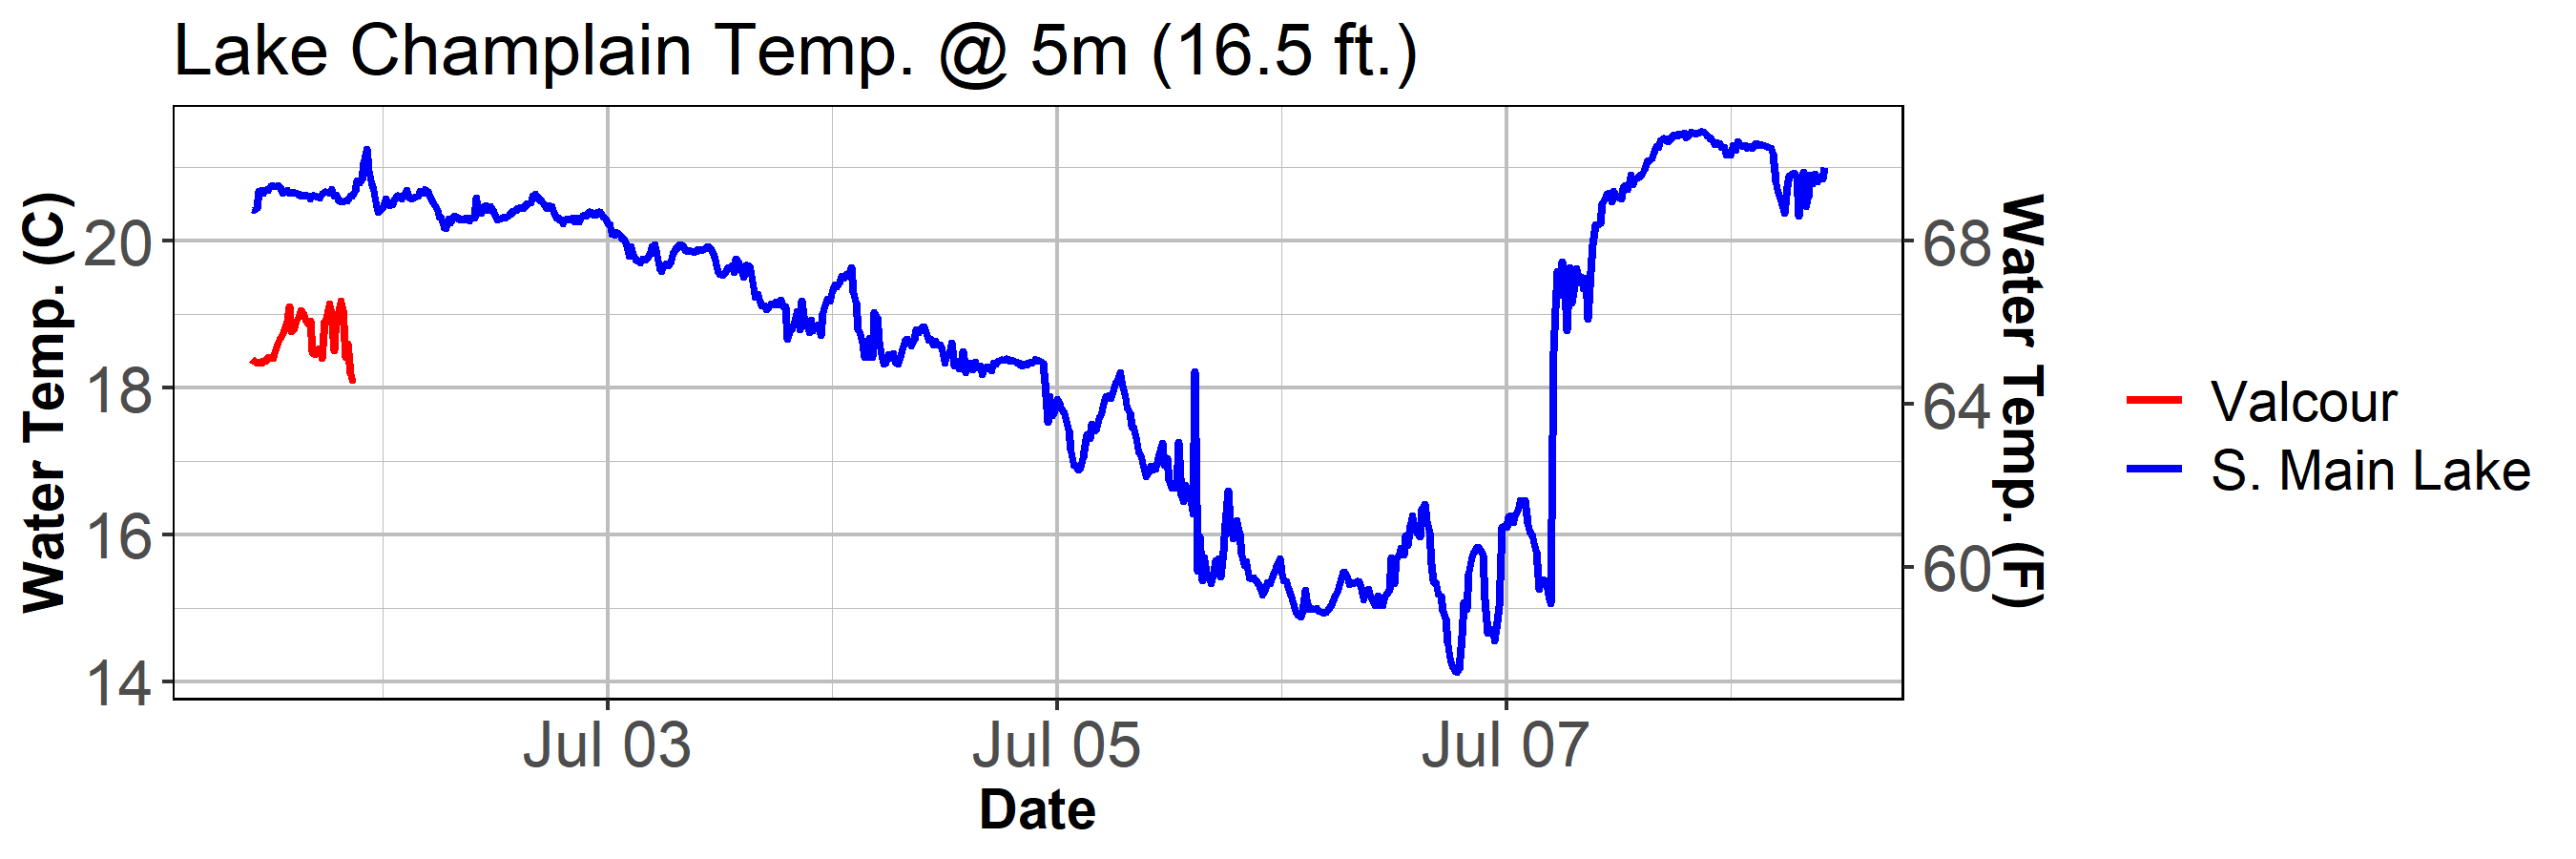 Lake Champlain Temp. @ 5m (16.5 ft.)
Water Temp. (C)
20
18
16
14
68
64
60
Water Temp. (F)
Jul 03
Jul 05
Jul 07
Date
Valcour
S. Main Lake